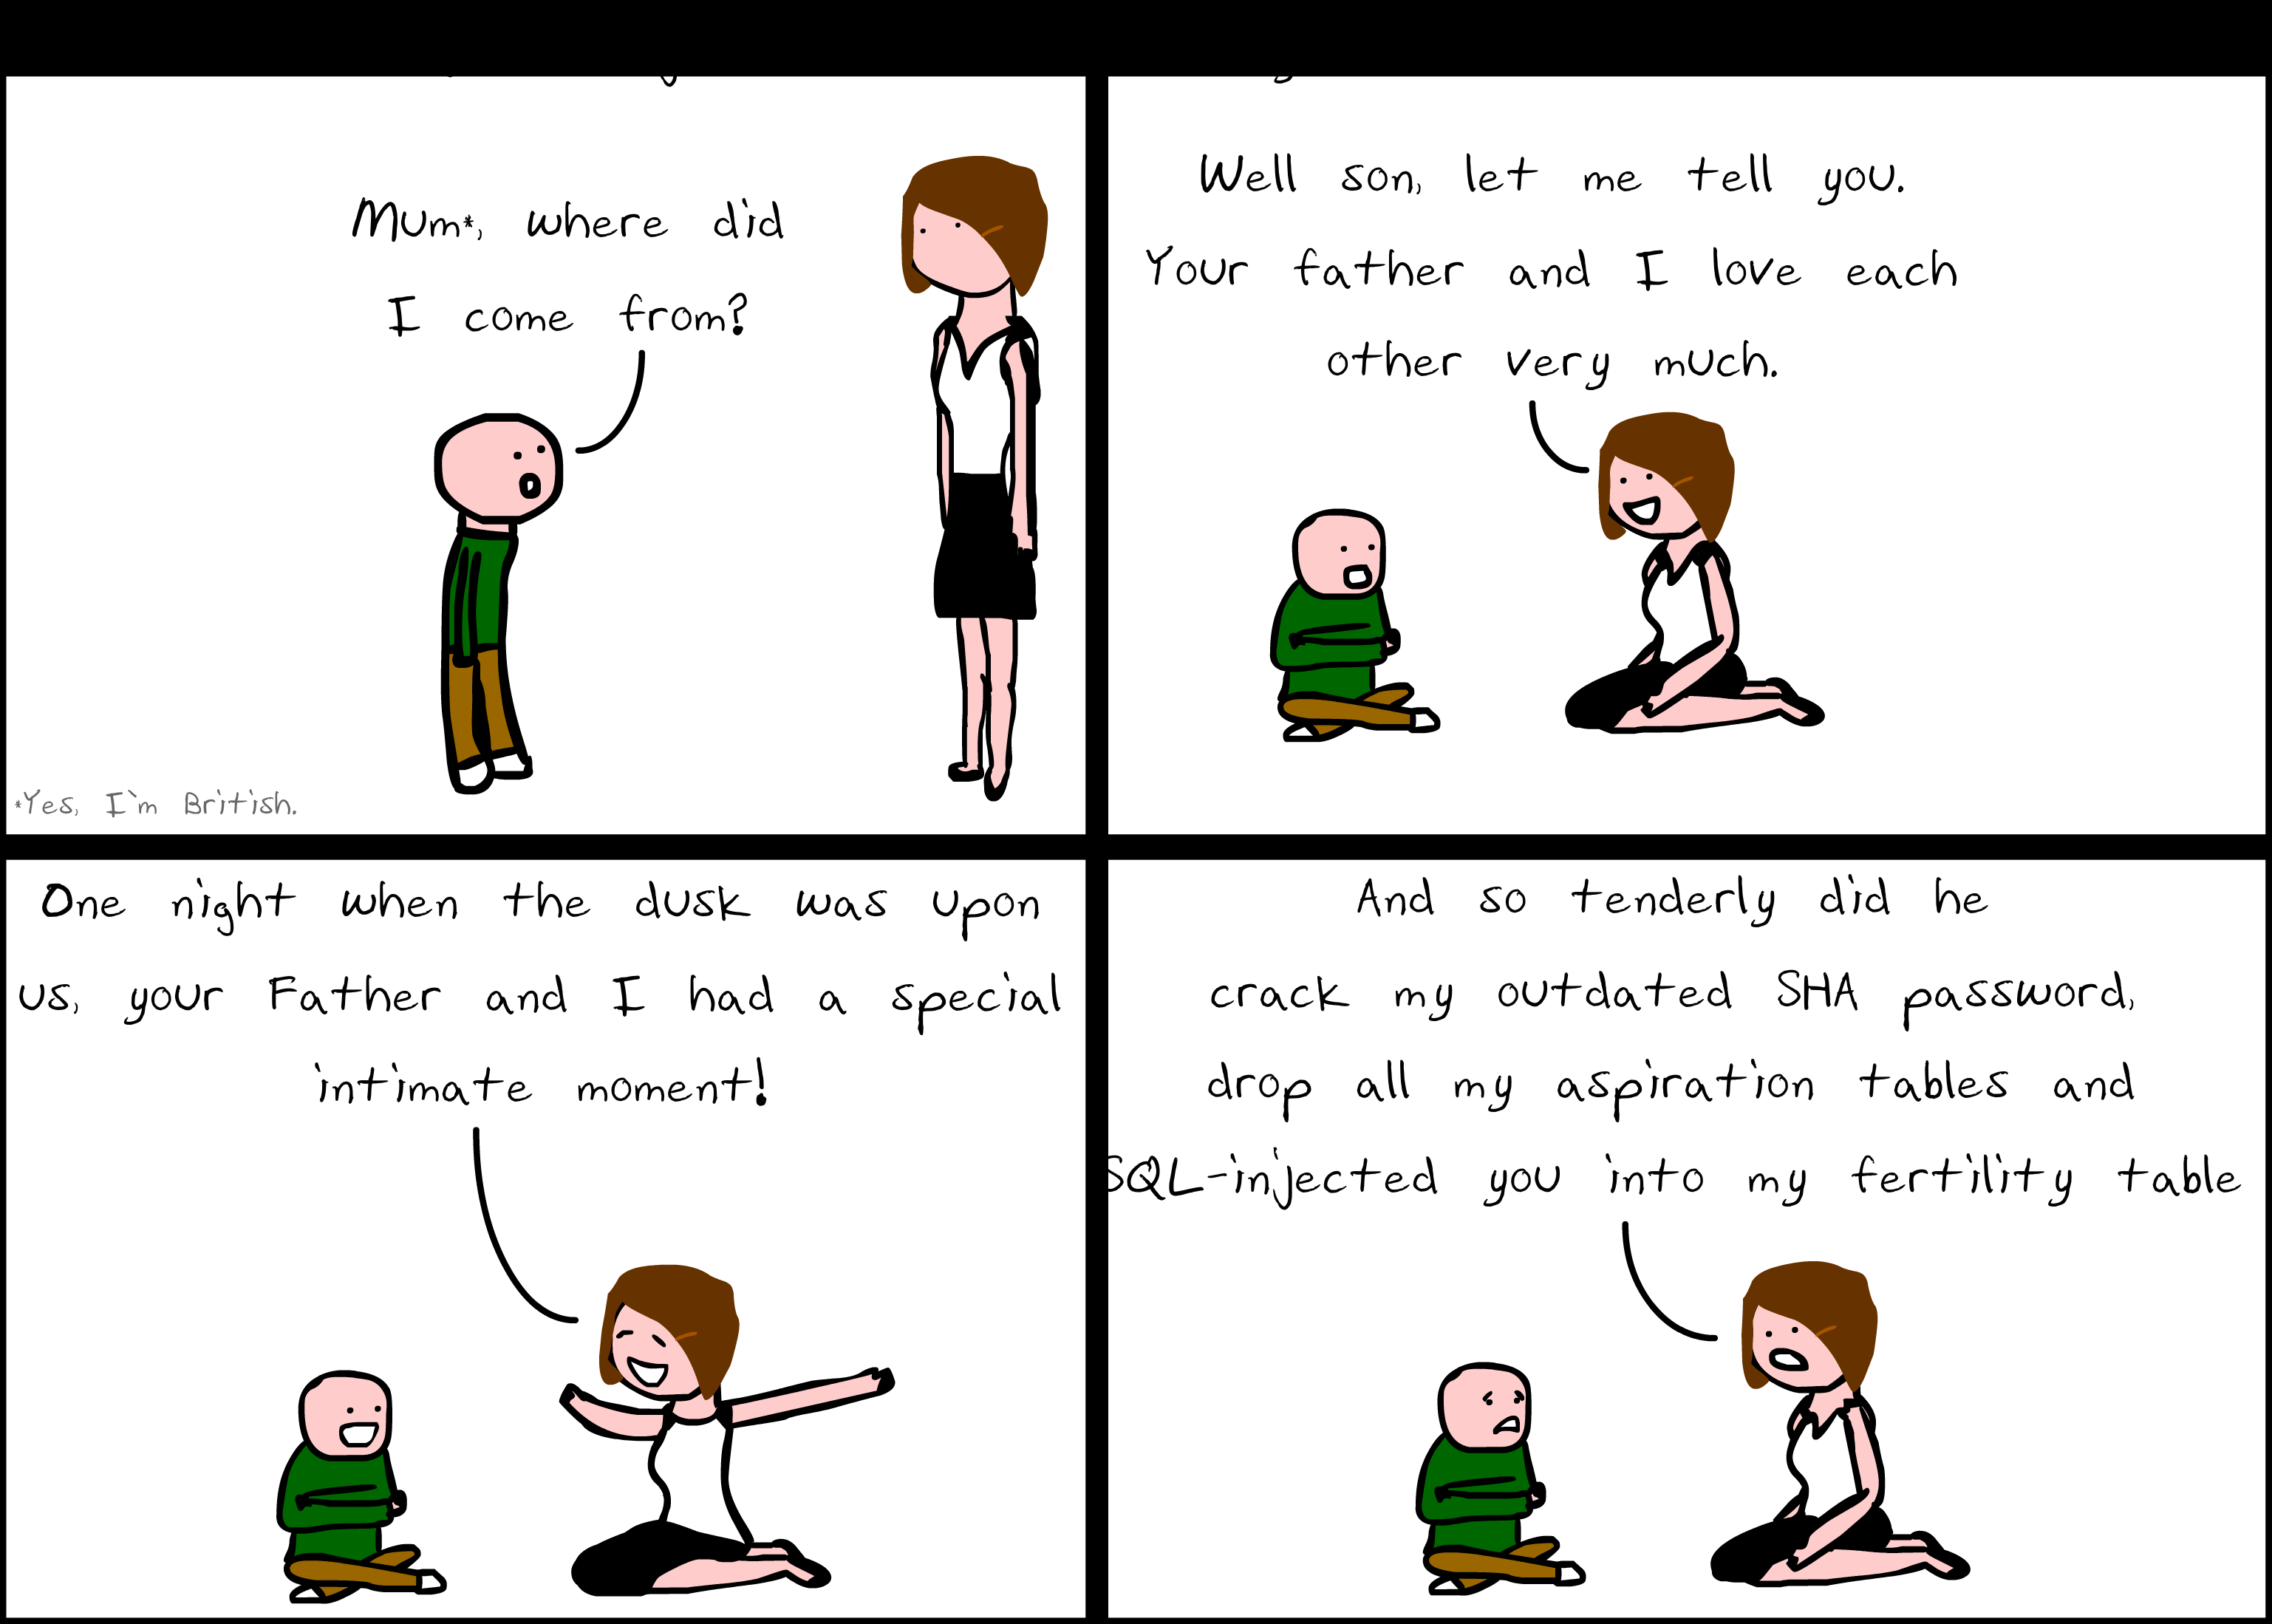 Mum*, where did
I come from?
*Yes, I'm British.
Well son, let me tell you.
Your father and I love each
other very much.
One night when the dusk was upon
us, your Father and I had a special
intimate moment!
And so tenderly did he
crack my outdated SHA password,
drop all my aspiration tables and
SQL-injected you into my fertility table